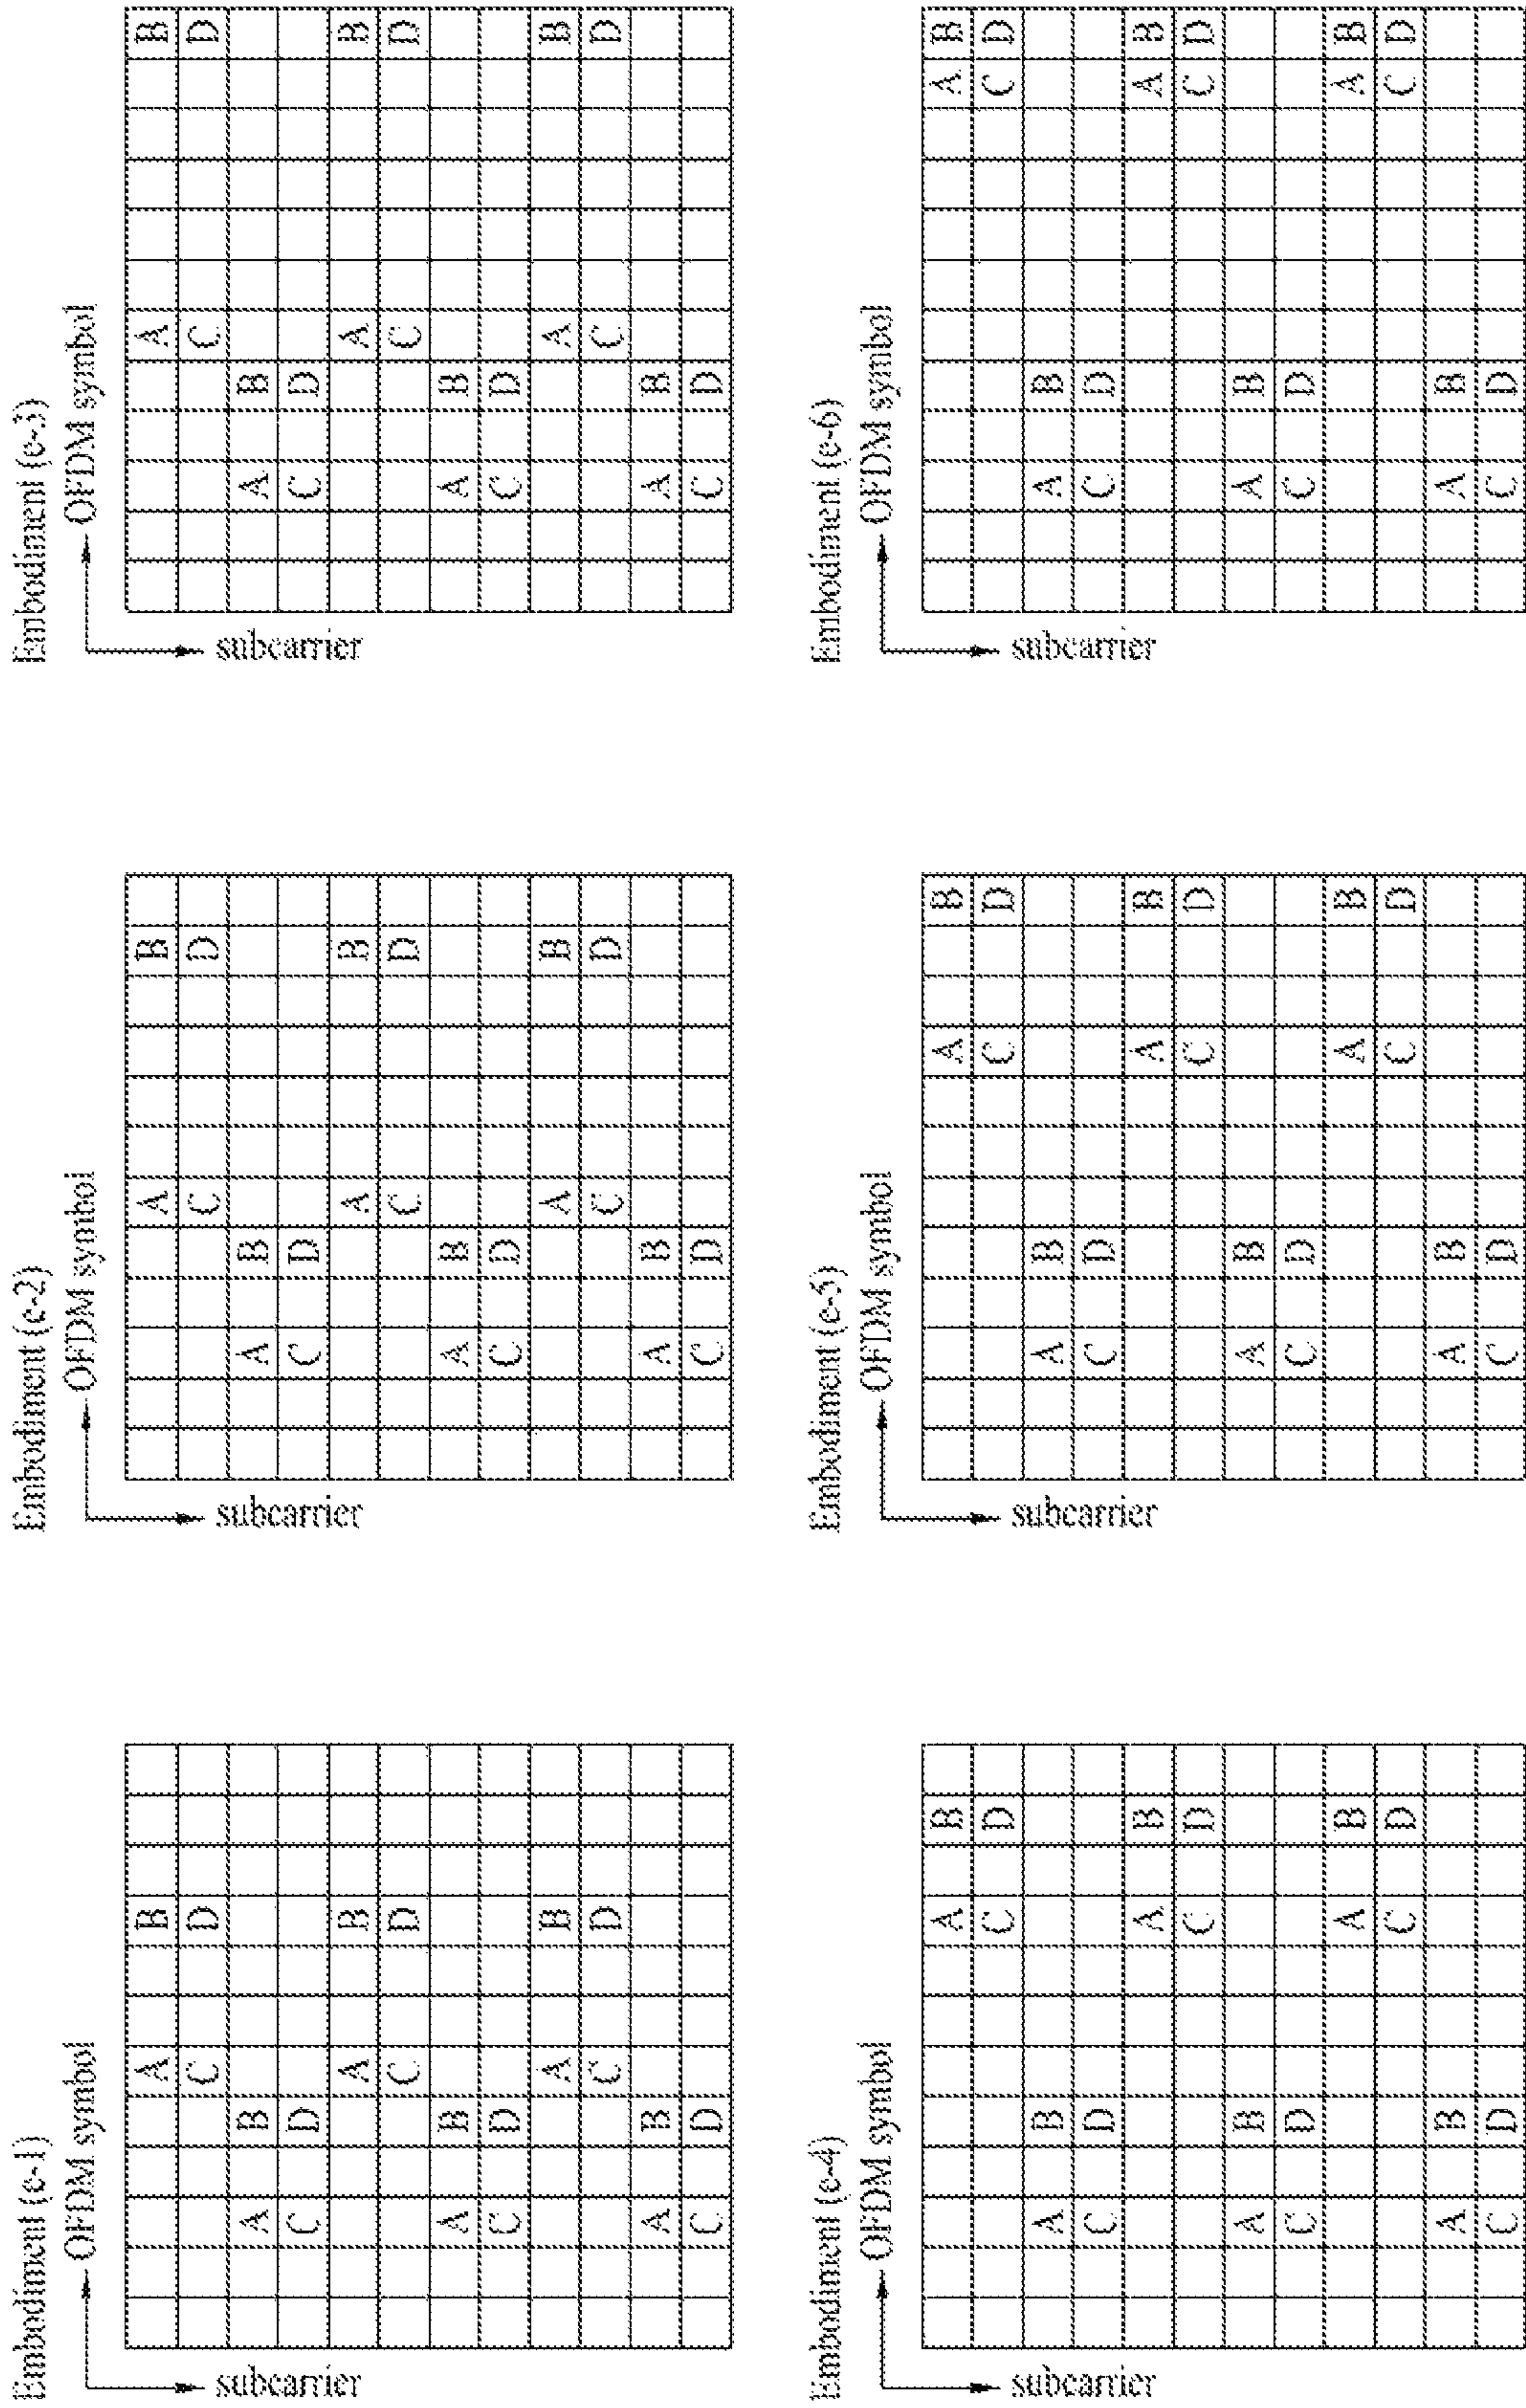 Embodiment (e-1)
OFDM symbol
subcarrier
A B
C D
A B
C D
A B
C D
A B
C D
A B
C D
A B
C D
Embodiment (e-2)
OFDM symbol
subcarrier
A B
C D
A B
C D
A B
C D
A B
C D
A B
C D
A B
C D
Embodiment (e-3)
OFDM symbol
subcarrier
A B
C D
A B
C D
A B
C D
A B
C D
A B
C D
A B
C D
Embodiment (e-4)
OFDM symbol
subcarrier
A B
C D
A B
C D
A B
C D
A B
C D
A B
C D
A B
C D
Embodiment (e-5)
OFDM symbol
subcarrier
A B
C D
A B
C D
A B
C D
A B
C D
A B
C D
A B
C D
Embodiment (e-6)
OFDM symbol
subcarrier
A B
C D
A B
C D
A B
C D
A B
C D
A B
C D
A B
C D